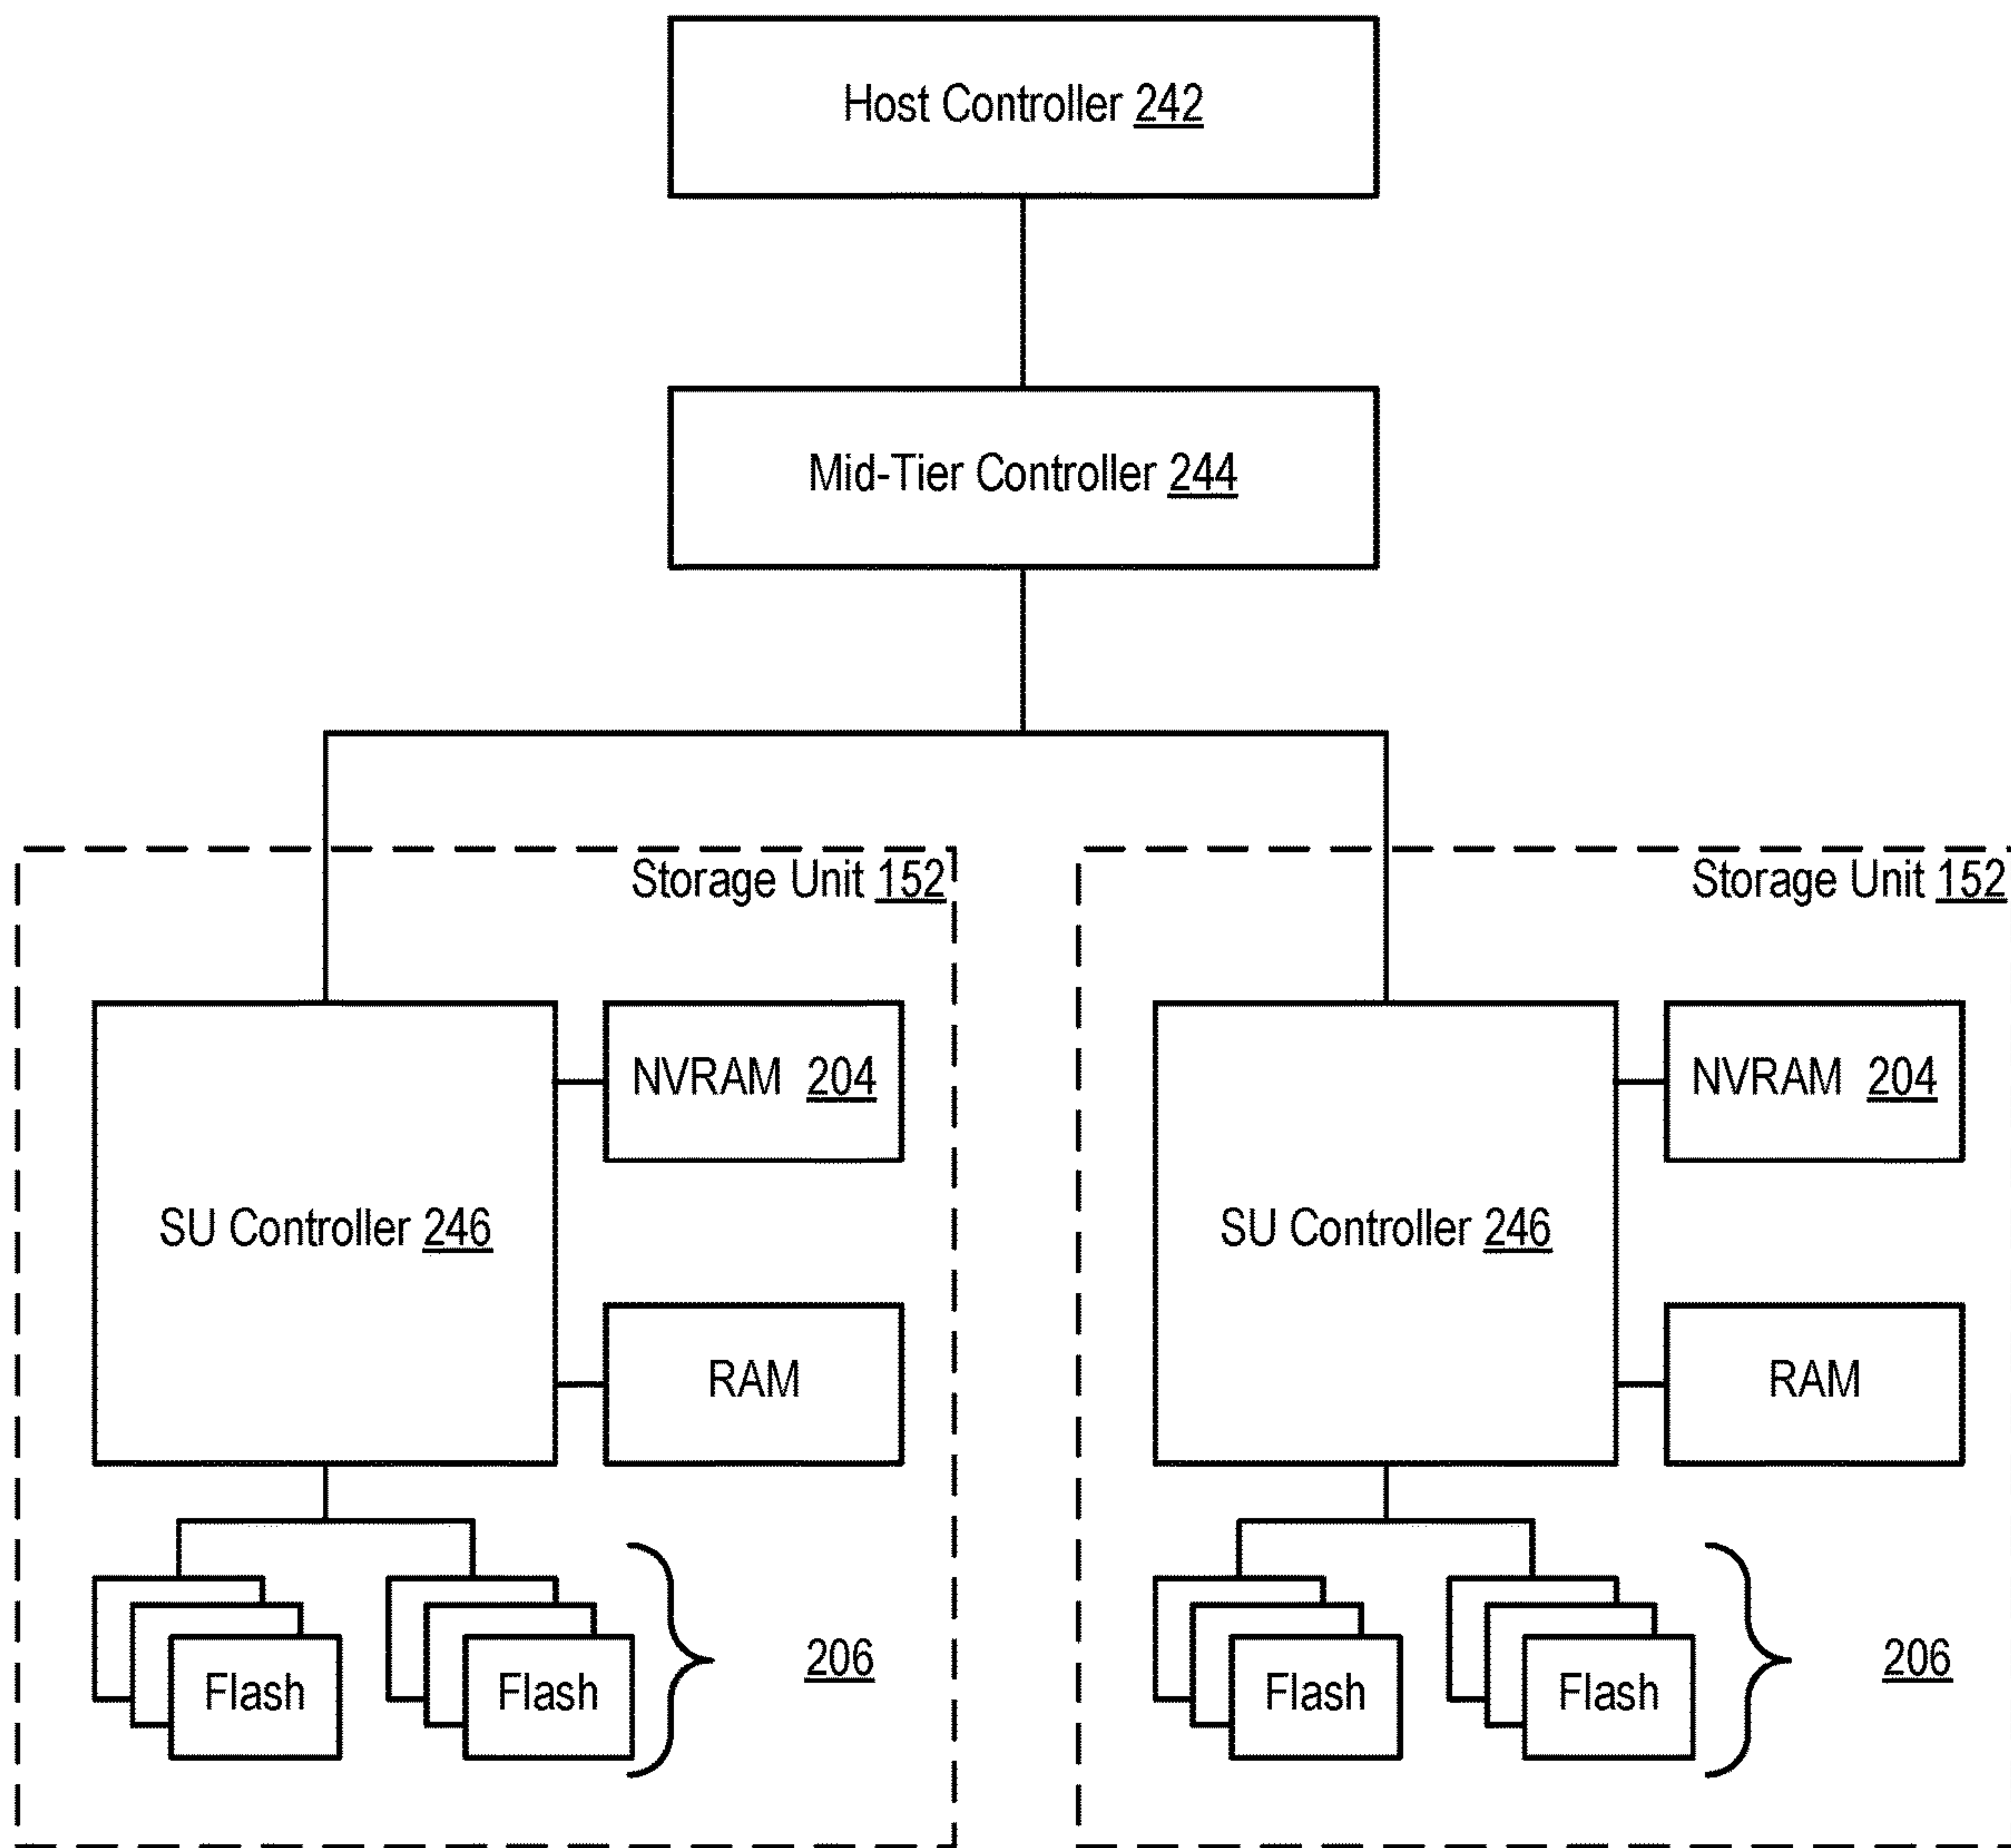 Host Controller 242
Mid-Tier Controller 244
Storage Unit 152
NVRAM 204
SU Controller 246
RAM
Flash
Flash
206
Storage Unit 152
NVRAM 204
SU Controller 246
RAM
Flash
Flash
206